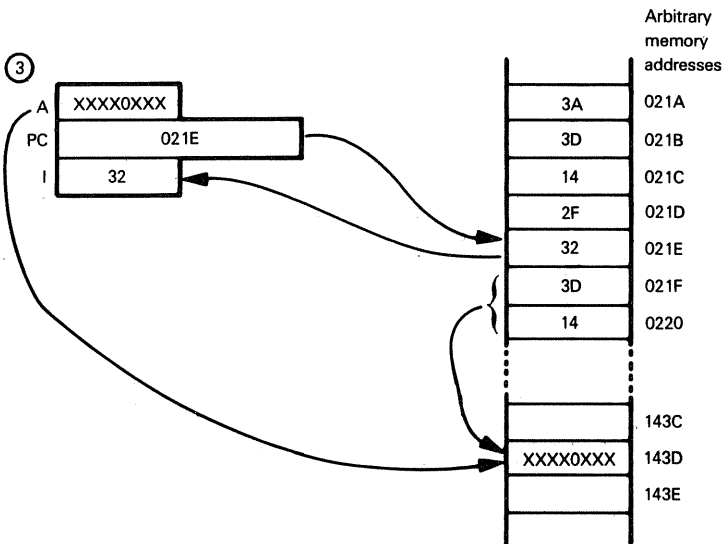 Arbitrary
memory
addresses
3
A XXXX0XXX
PC 021E
I 32
3A 021A
3D 021B
14 021C
2F 021D
32 021E
3D 021F
14 0220
143C
XXXX0XXX 143D
143E